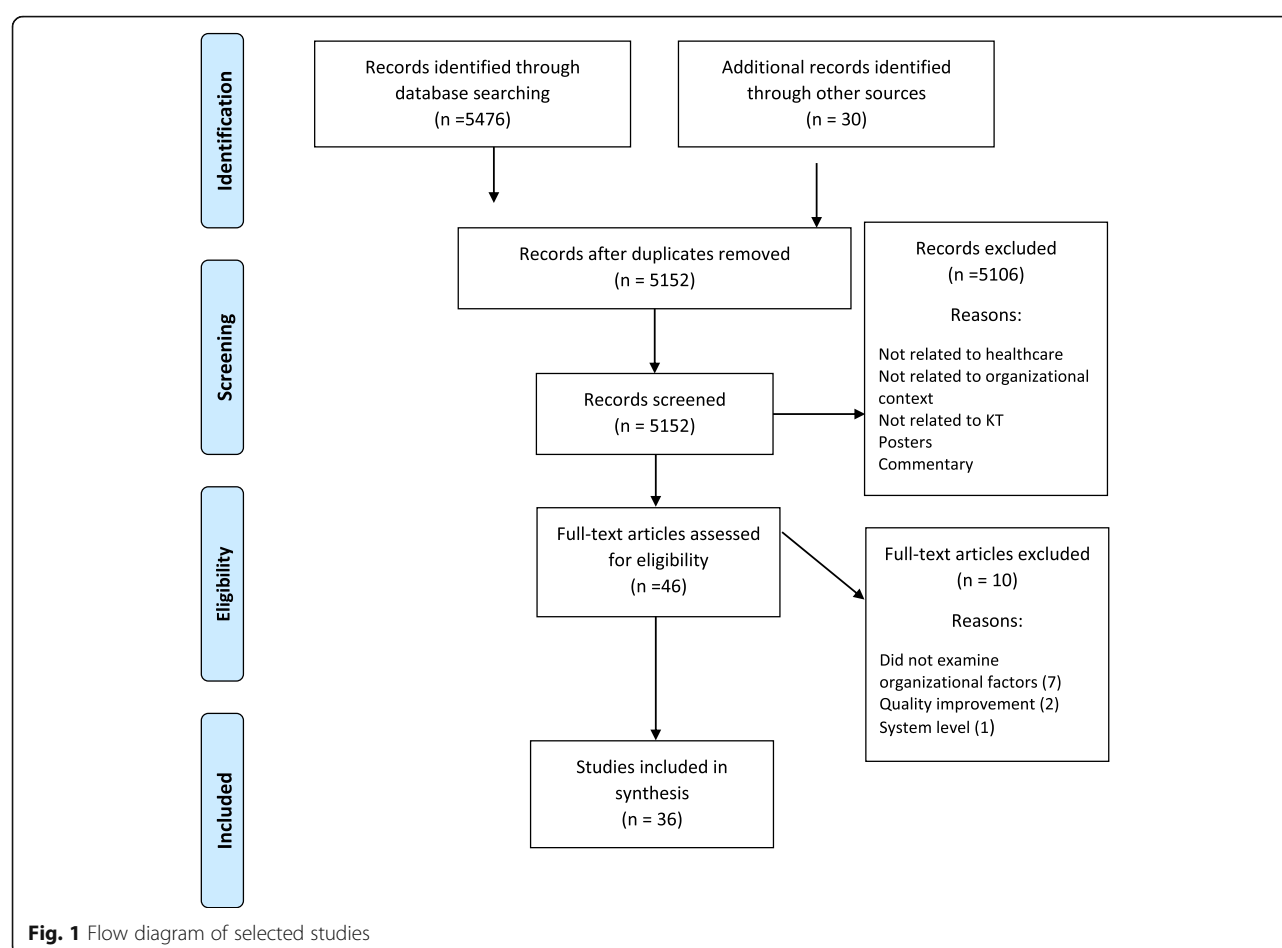 Identification
Records identified through
database searching
(n =5476)
Additional records identified
through other sources
(n = 30)
Screening
Records after duplicates removed
(n = 5152)
Records screened
(n = 5152)
Records excluded
(n =5106)
Reasons:
Not related to healthcare
Not related to organizational
context
Not related to KT
Posters
Commentary
Eligibility
Full-text articles assessed
for eligibility
(n =46)
Full-text articles excluded
(n = 10)
Reasons:
Did not examine
organizational factors (7)
Quality improvement (2)
System level (1)
Included
Studies included in
synthesis
(n = 36)
Fig. 1 Flow diagram of selected studies